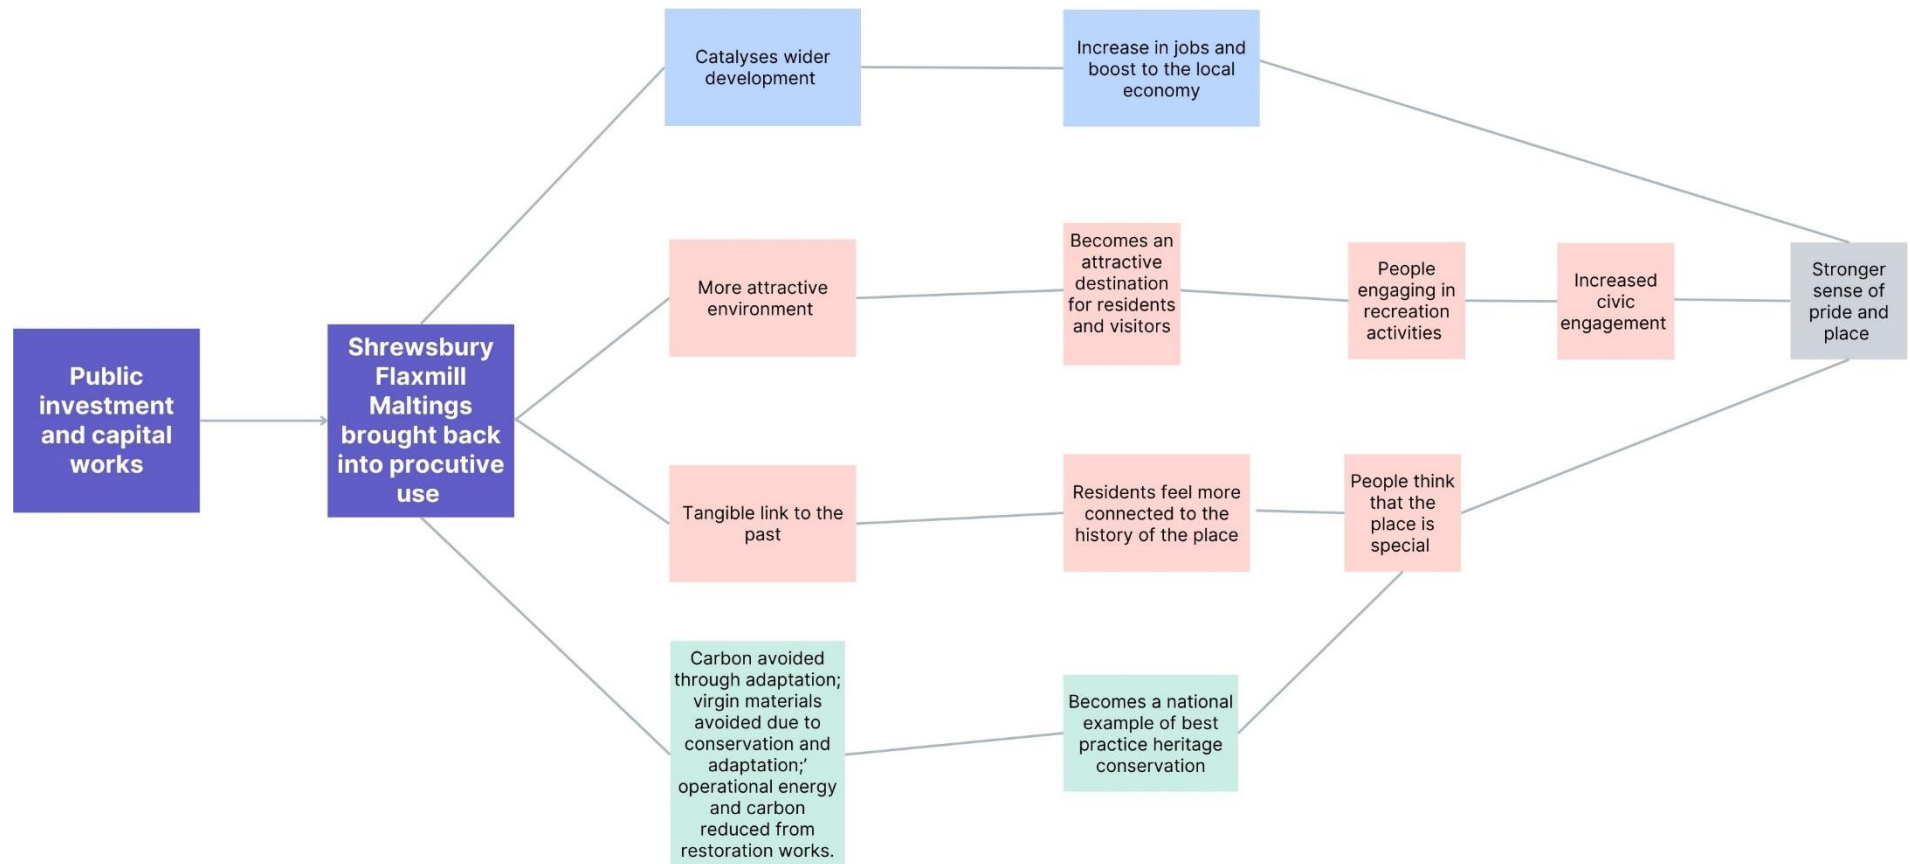 Public
investment
and capital
works
Shrewsbury
Flaxmill
Maltings
brought back
into procutive
use
Catalyses wider
development
Increase in jobs and
boost to the local
economy
More attractive
environment
Becomes an
attractive
destination
for residents
and visitors
People
engaging in
recreation
activities
Increased
civic
engagement
Stronger
sense of
pride and
place
Tangible link to the
past
Residents feel more
connected to the
history of the place
People think
that the
place is
special
Carbon avoided
through adaptation;
virgin materials
avoided due to
conservation and
adaptation;’
operational energy
and carbon
reduced from
restoration works.
Becomes a national
example of best
practice heritage
conservation